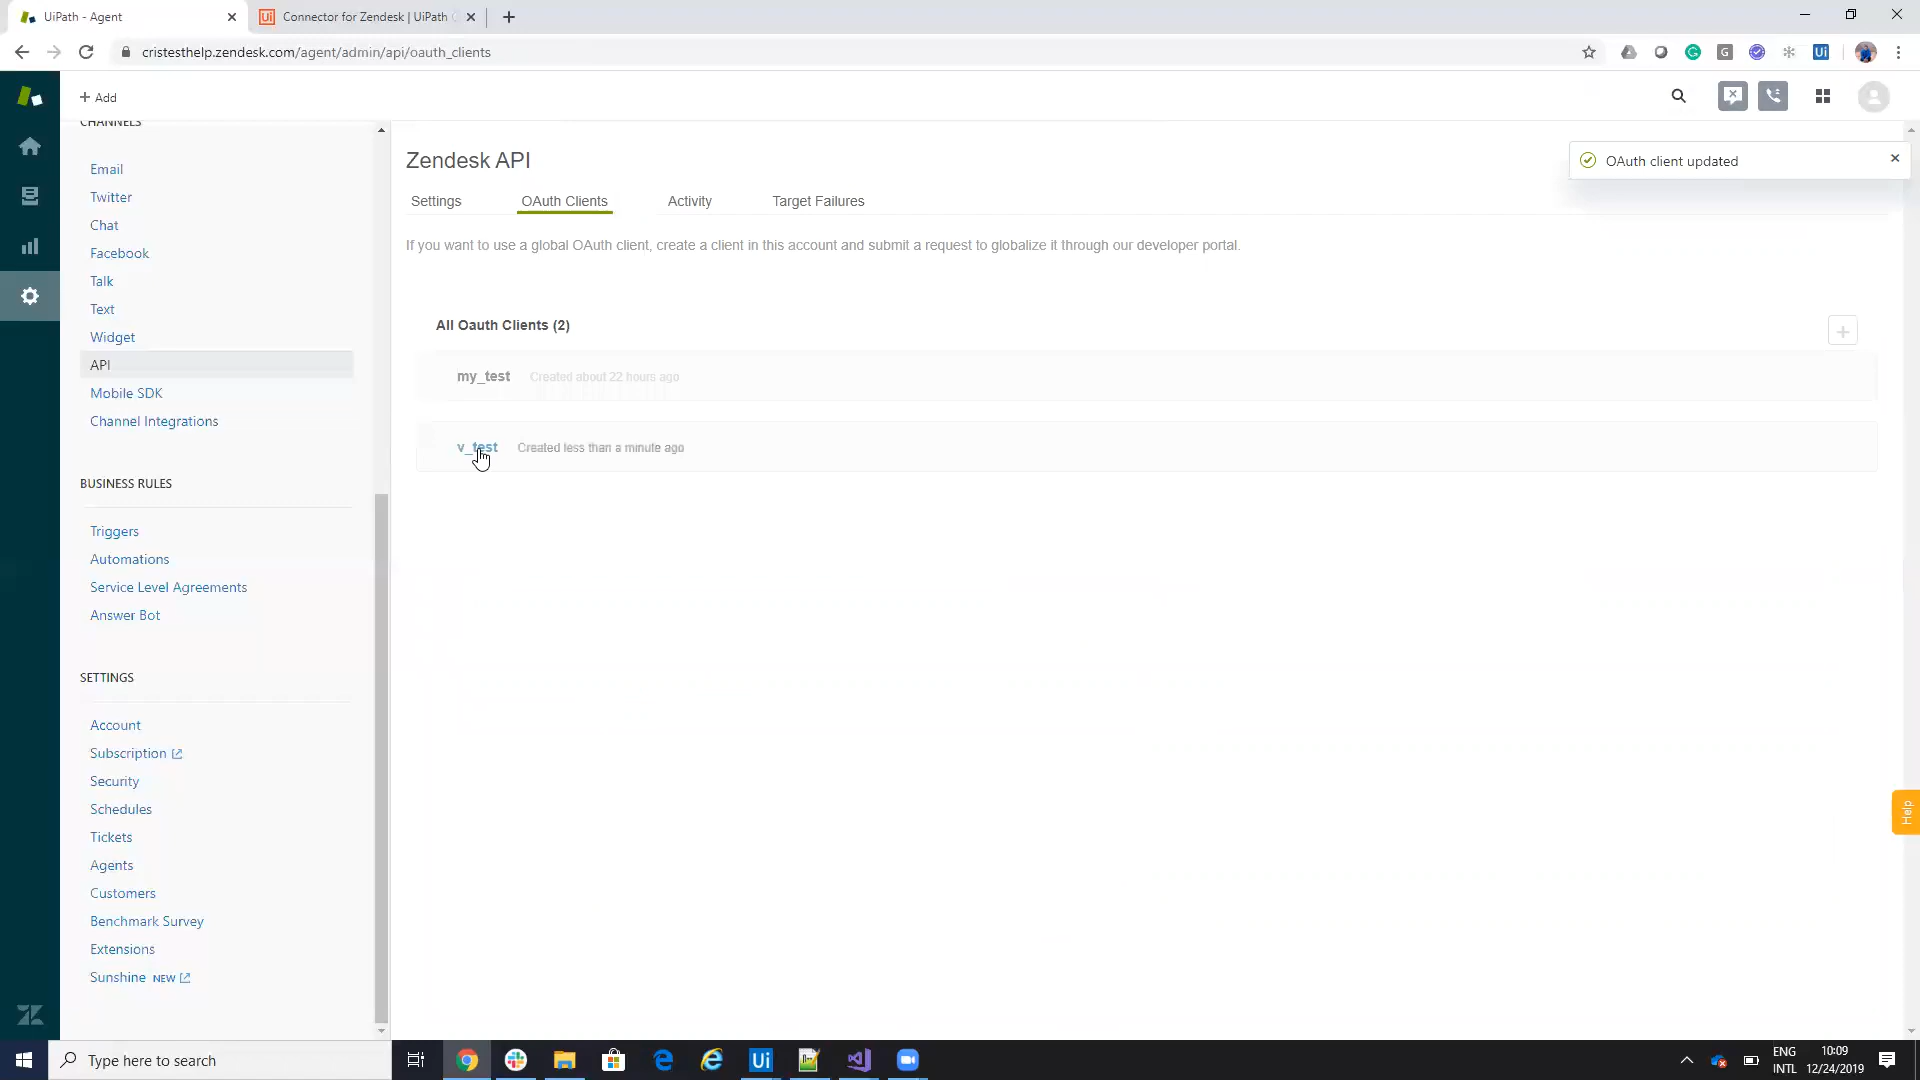 UiPath - Agent
Connector for Zendesk | UiPath
cristesthelp.zendesk.com/agent/admin/api/oauth_clients
Ui
+ Add
CHANNELS
Email
Twitter
Chat
Facebook
Talk
Text
Widget
API
Mobile SDK
Channel Integrations
BUSINESS RULES
Triggers
Automations
Service Level Agreements
Answer Bot
SETTINGS
Account
Subscription
Security
Schedules
Tickets
Agents
Customers
Benchmark Survey
Extensions
Sunshine NEW
Zendesk API
Settings
OAuth Clients
Activity
Target Failures
If you want to use a global OAuth client, create a client in this account and submit a request to globalize it through our developer portal.
All Oauth Clients (2)
my_test Created about 22 hours ago
v_test Created less than a minute ago
OAuth client updated
Help
Type here to search
Ui
ENG
INTL
10:09
12/24/2019